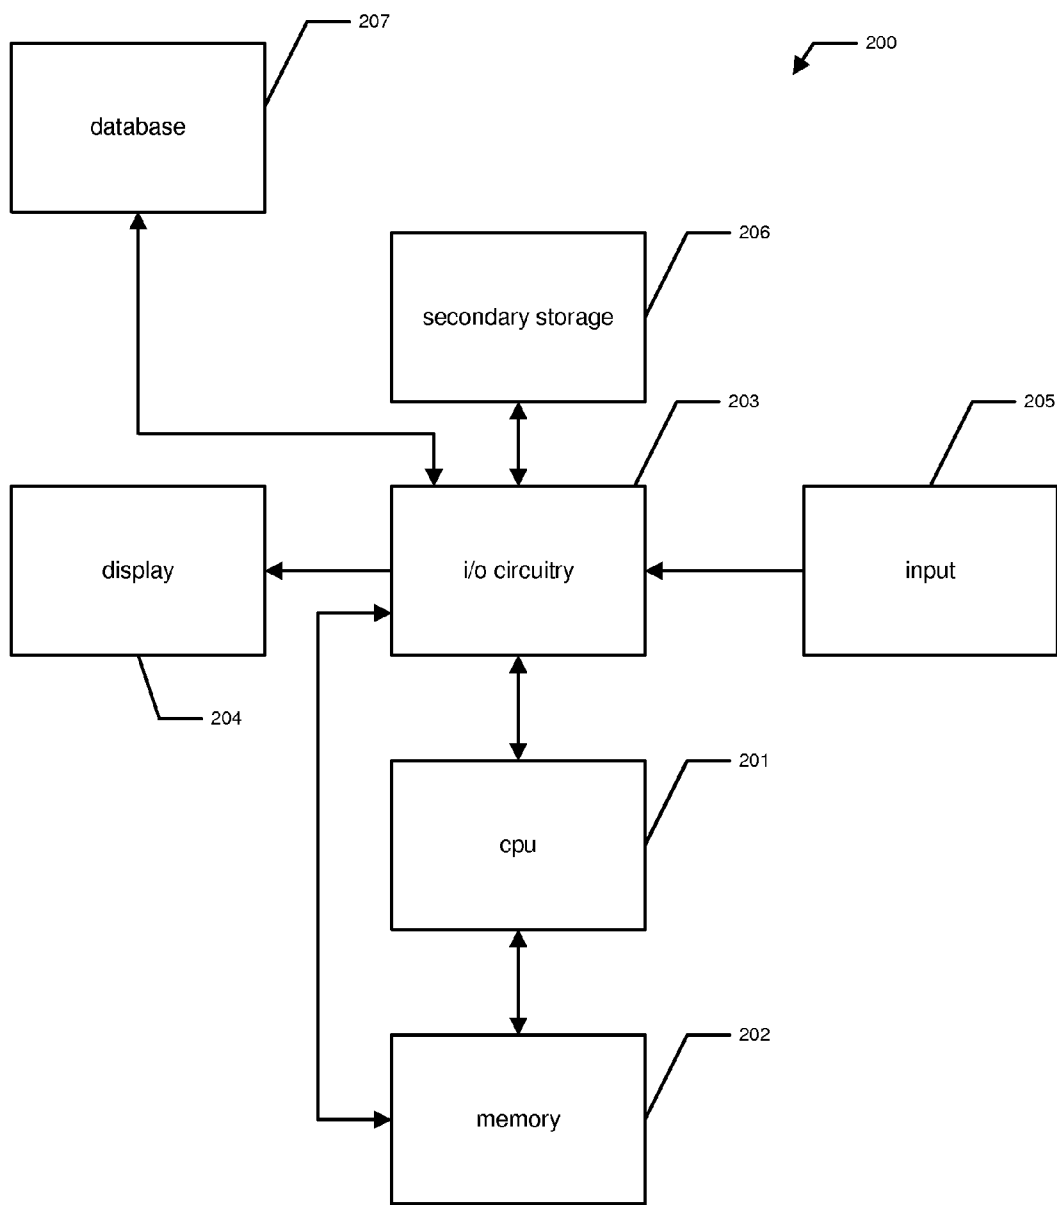 207
200
database
206
secondary storage
203
205
display
i/o circuitry
input
204
201
cpu
202
memory